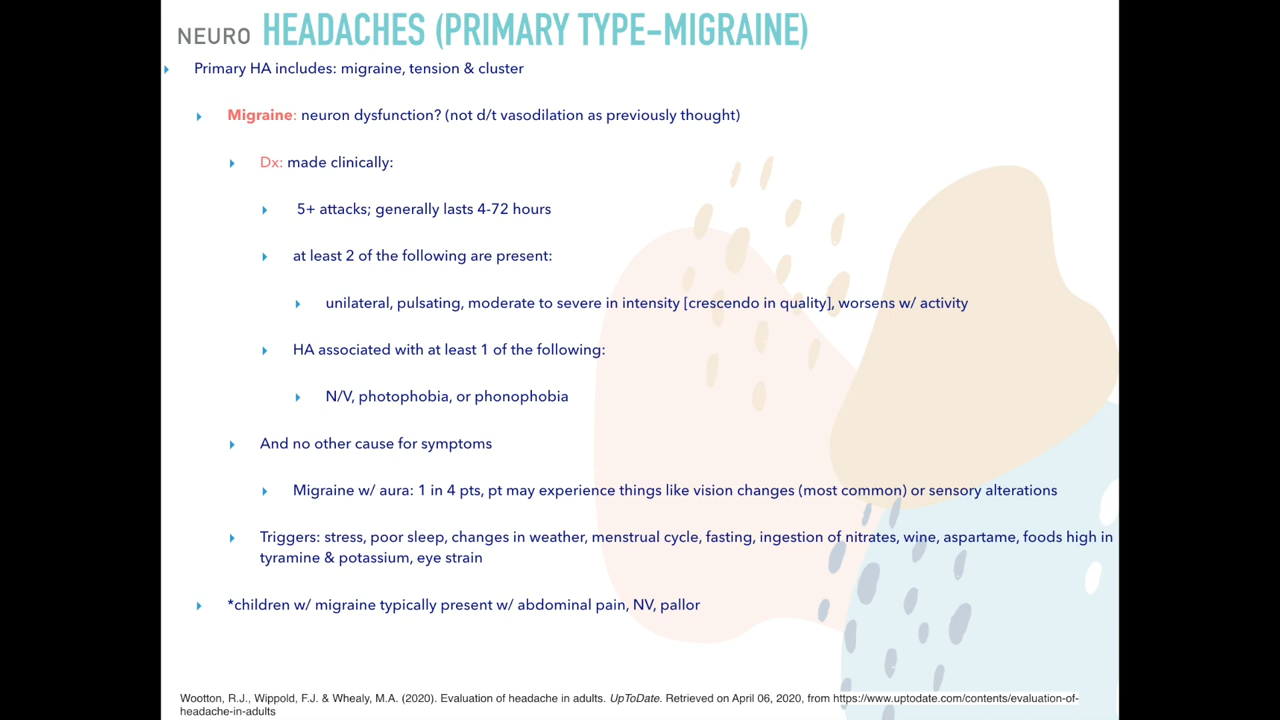 NEURO HEADACHES (PRIMARY TYPE-MIGRAINE)
Primary HA includes: migraine, tension & cluster
Migraine: neuron dysfunction? (not d/t vasodilation as previously thought)
Dx: made clinically:
5+ attacks; generally lasts 4-72 hours
at least 2 of the following are present:
unilateral, pulsating, moderate to severe in intensity [crescendo in quality], worsens w/ activity
HA associated with at least 1 of the following:
N/V, photophobia, or phonophobia
And no other cause for symptoms
Migraine w/ aura: 1 in 4 pts, pt may experience things like vision changes (most common) or sensory alterations
Triggers: stress, poor sleep, changes in weather, menstrual cycle, fasting, ingestion of nitrates, wine, aspartame, foods high in
tyramine & potassium, eye strain
*children w/ migraine typically present w/ abdominal pain, NV, pallor
Wootton, R.J., Wippold, F.J. & Whealy, M.A. (2020). Evaluation of headache in adults. UpToDate. Retrieved on April 06, 2020, from https://www.uptodate.com/contents/evaluation-of-
headache-in-adults